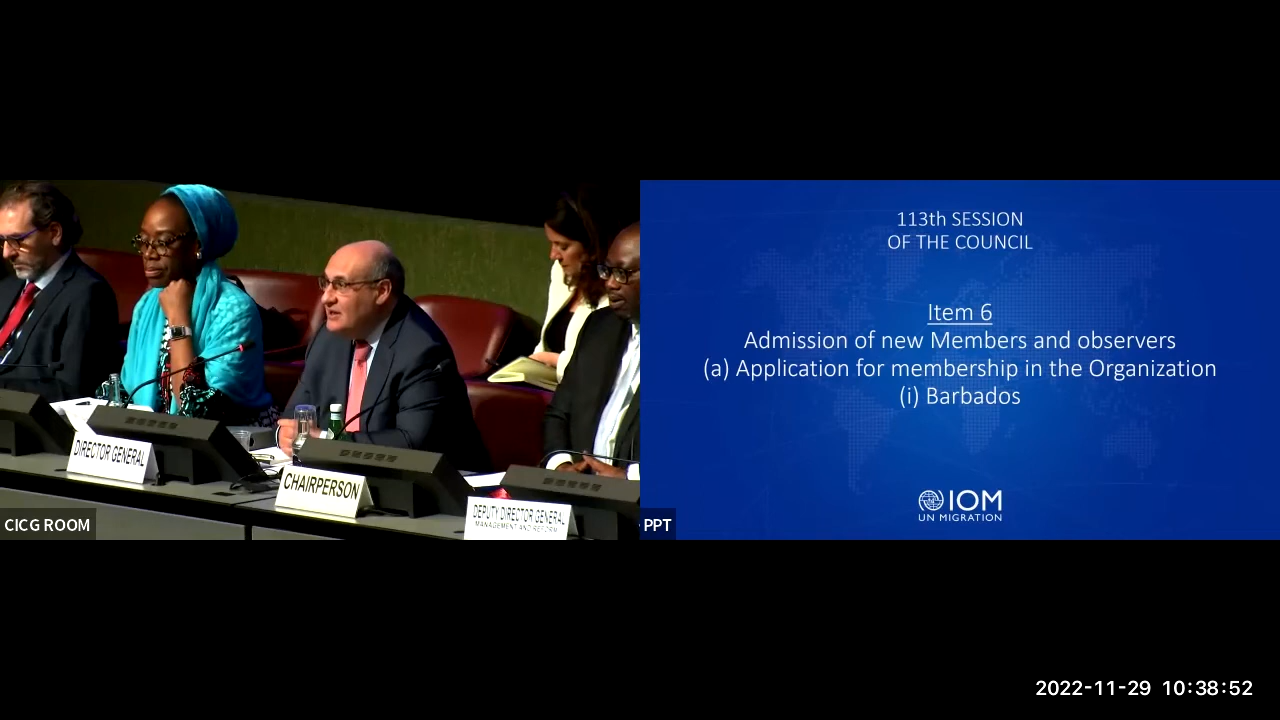 DIRECTOR GENERAL
CHAIRPERSON
DEPUTY DIRECTOR GENERAL
MANAGEMENT AND REFORM
CICG ROOM
113th SESSION
OF THE COUNCIL
Item 6
Admission of new Members and observers
(a) Application for membership in the Organization
(i) Barbados
IOM
UN MIGRATION
PPT
2022-11-29 10:38:52